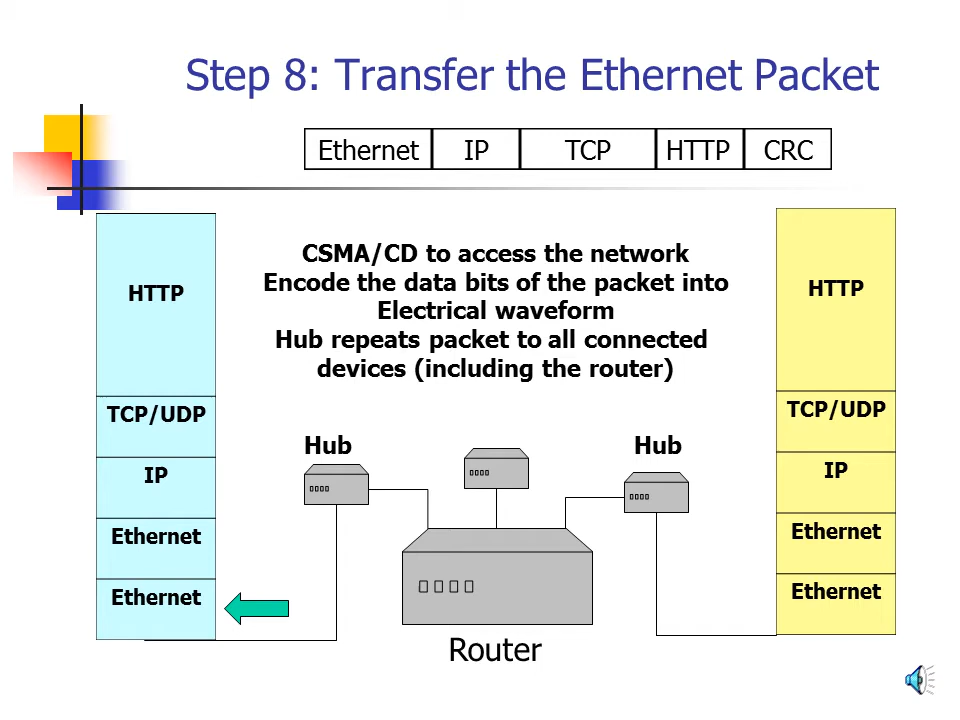 Step 8: Transfer the Ethernet Packet
Ethernet IP TCP HTTP CRC
CSMA/CD to access the network
Encode the data bits of the packet into
Electrical waveform
Hub repeats packet to all connected
devices (including the router)
HTTP
TCP/UDP
IP
Ethernet
Ethernet
Hub
Hub
Router
HTTP
TCP/UDP
IP
Ethernet
Ethernet